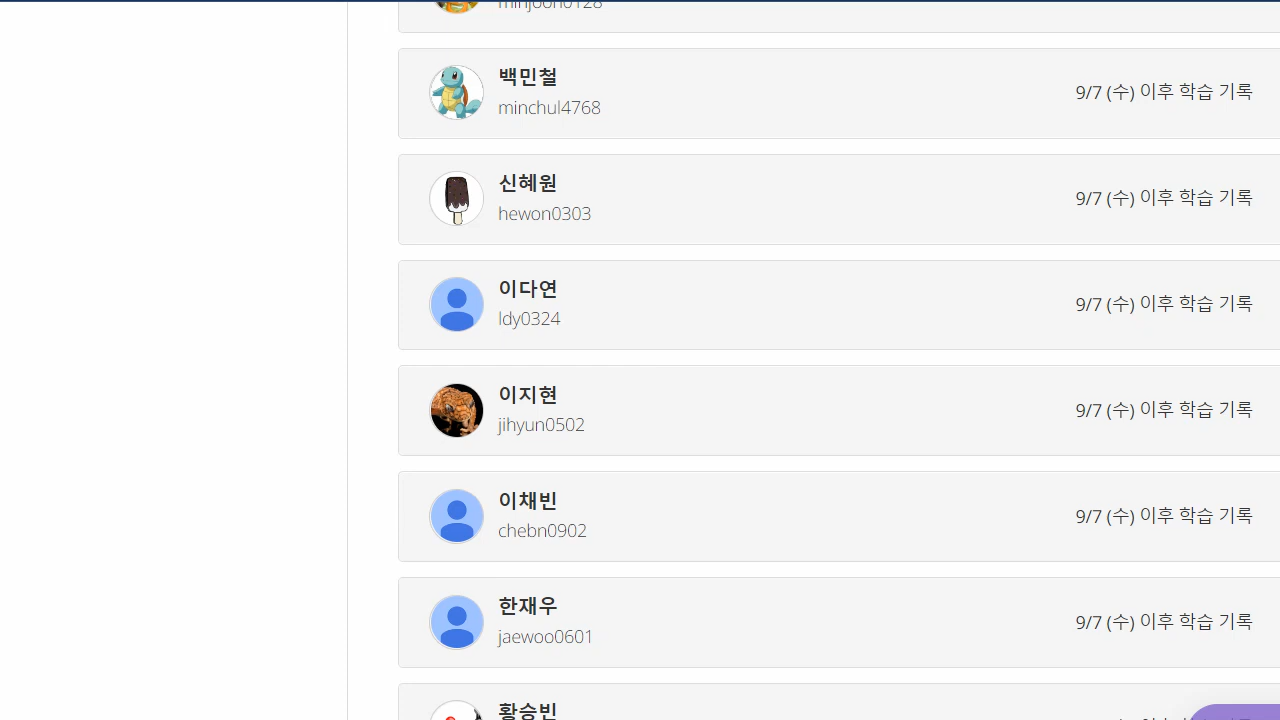 minjoon0128
백민철
minchul4768
9/7 (수) 이후 학습 기록
신혜원
hewon0303
9/7 (수) 이후 학습 기록
이다연
ldy0324
9/7 (수) 이후 학습 기록
이지현
jihyun0502
9/7 (수) 이후 학습 기록
이채빈
chebn0902
9/7 (수) 이후 학습 기록
한재우
jaewoo0601
9/7 (수) 이후 학습 기록
황승빈